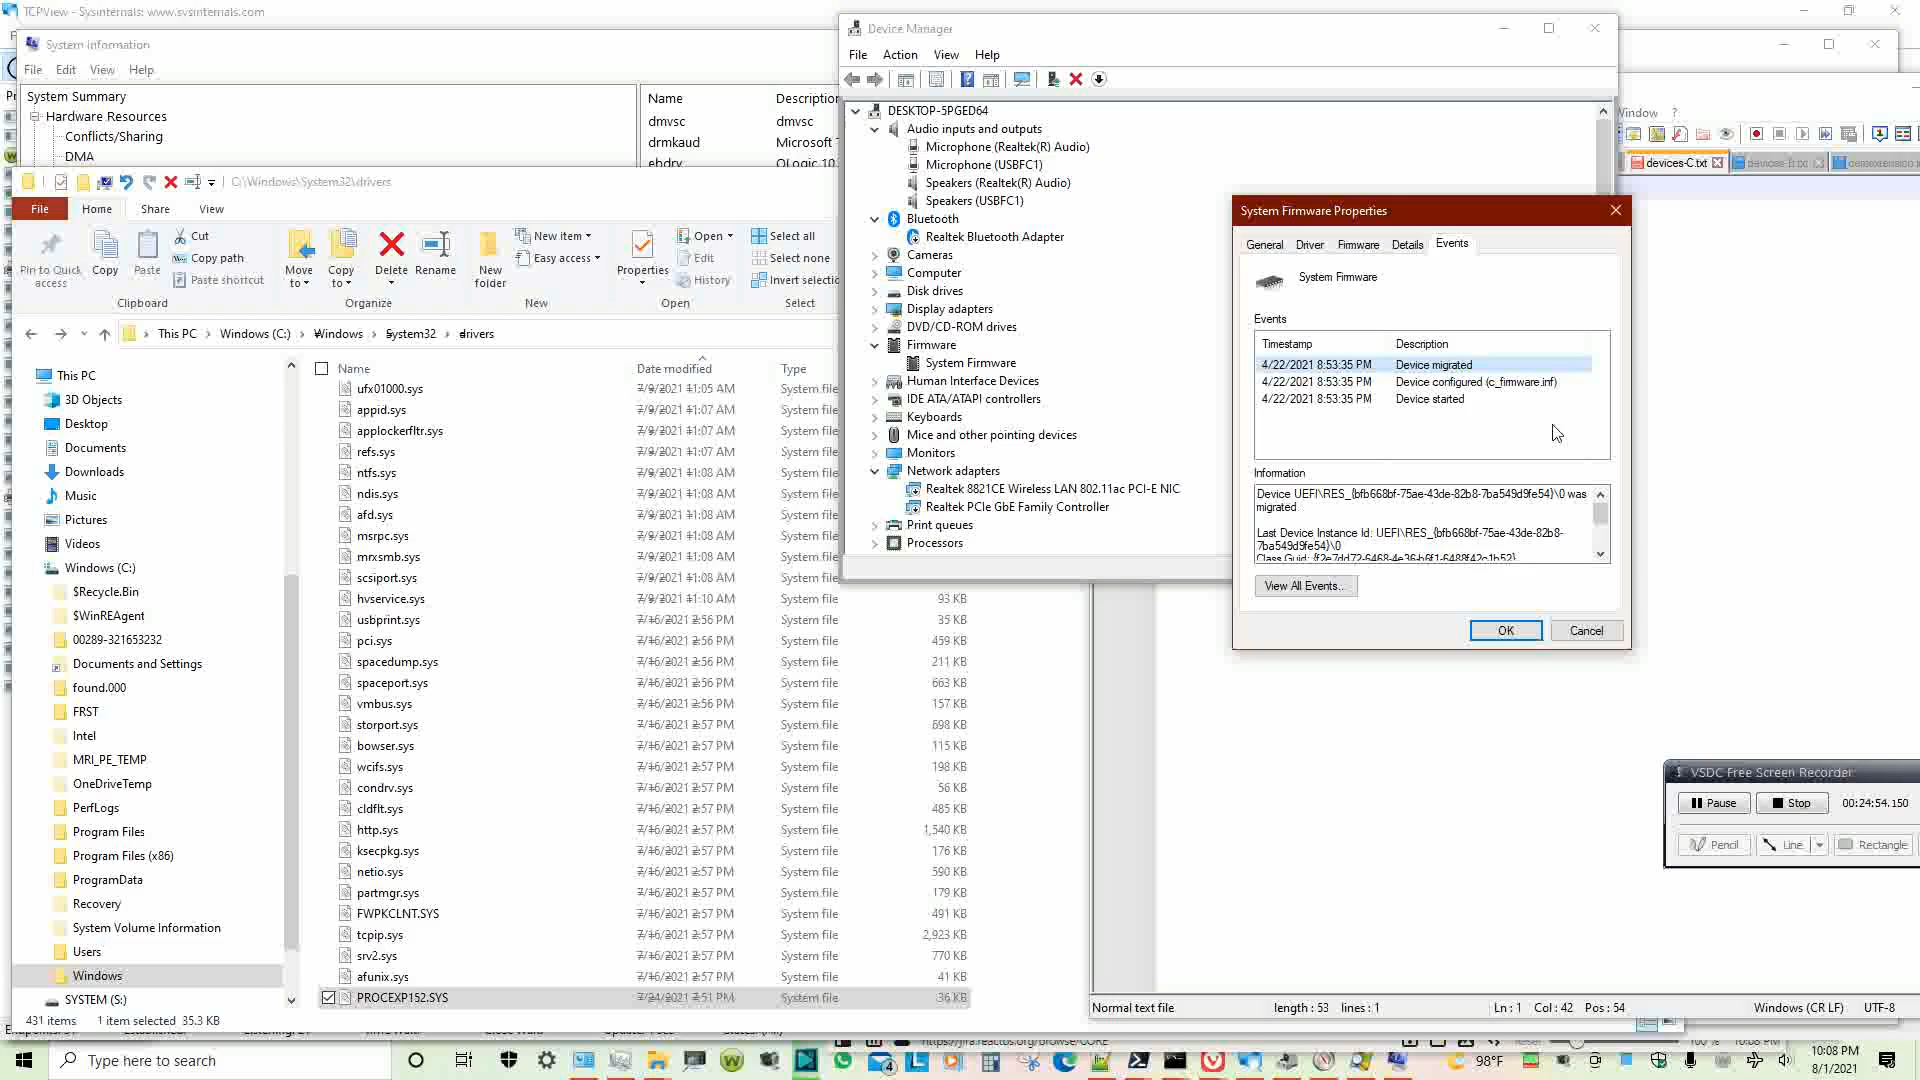 TCPView - Sysinternals: www.sysinternals.com
System Information
File Edit View Help
System Summary
Hardware Resources
Conflicts/Sharing
DMA
Name Description
dmvsc dmvsc
drmkaud Microsoft
ebdrv QLogic 10
C:\Windows\System32\drivers
File Home Share View
Pin to Quick access
Copy
Paste
Cut
Copy path
Paste shortcut
Clipboard
Move to
Copy to
Delete
Rename
Organize
New folder
New item
Easy access
New
Properties
Open
Edit
History
Open
Select all
Select none
Invert selection
Select
This PC Windows (C:) Windows System32 drivers
This PC
3D Objects
Desktop
Documents
Downloads
Music
Pictures
Videos
Windows (C:)
$Recycle.Bin
$WinREAgent
00289-321653232
Documents and Settings
found.000
FRST
Intel
MRI_PE_TEMP
OneDriveTemp
PerfLogs
Program Files
Program Files (x86)
ProgramData
Recovery
System Volume Information
Users
Windows
SYSTEM (S:)
Name Date modified Type
ufx01000.sys 7/9/2021 11:05 AM System file
appid.sys 7/9/2021 11:07 AM System file
applockerfltr.sys 7/9/2021 11:07 AM System file
refs.sys 7/9/2021 11:07 AM System file
ntfs.sys 7/9/2021 11:08 AM System file
ndis.sys 7/9/2021 11:08 AM System file
afd.sys 7/9/2021 11:08 AM System file
msrpc.sys 7/9/2021 11:08 AM System file
mrxsmb.sys 7/9/2021 11:08 AM System file
scsiport.sys 7/9/2021 11:08 AM System file
hvservice.sys 7/9/2021 11:10 AM System file 93 KB
usbprint.sys 7/16/2021 2:56 PM System file 35 KB
pci.sys 7/16/2021 2:56 PM System file 459 KB
spacedump.sys 7/16/2021 2:56 PM System file 211 KB
spaceport.sys 7/16/2021 2:56 PM System file 663 KB
vmbus.sys 7/16/2021 2:56 PM System file 157 KB
storport.sys 7/16/2021 2:57 PM System file 698 KB
bowser.sys 7/16/2021 2:57 PM System file 115 KB
wcifs.sys 7/16/2021 2:57 PM System file 198 KB
condrv.sys 7/16/2021 2:57 PM System file 56 KB
cldflt.sys 7/16/2021 2:57 PM System file 485 KB
http.sys 7/16/2021 2:57 PM System file 1,540 KB
ksecpkg.sys 7/16/2021 2:57 PM System file 176 KB
netio.sys 7/16/2021 2:57 PM System file 590 KB
partmgr.sys 7/16/2021 2:57 PM System file 179 KB
FWPKCLNT.SYS 7/16/2021 2:57 PM System file 491 KB
tcpip.sys 7/16/2021 2:57 PM System file 2,923 KB
srv2.sys 7/16/2021 2:57 PM System file 770 KB
afunix.sys 7/16/2021 2:57 PM System file 41 KB
PROCEXP152.SYS 7/24/2021 7:51 PM System file 36 KB
431 items 1 item selected 35.3 KB
Device Manager
File Action View Help
DESKTOP-5PGED64
Audio inputs and outputs
Microphone (Realtek(R) Audio)
Microphone (USBFC1)
Speakers (Realtek(R) Audio)
Speakers (USBFC1)
Bluetooth
Realtek Bluetooth Adapter
Cameras
Computer
Disk drives
Display adapters
DVD/CD-ROM drives
Firmware
System Firmware
Human Interface Devices
IDE ATA/ATAPI controllers
Keyboards
Mice and other pointing devices
Monitors
Network adapters
Realtek 8821CE Wireless LAN 802.11ac PCI-E NIC
Realtek PCIe GbE Family Controller
Print queues
Processors
Window ?
devices-C.txt
System Firmware Properties
General Driver Firmware Details Events
System Firmware
Events
Timestamp Description
4/22/2021 8:53:35 PM Device migrated
4/22/2021 8:53:35 PM Device configured (c_firmware.inf)
4/22/2021 8:53:35 PM Device started
Information
Device UEFI\RES_{bfb668bf-75ae-43de-82b8-7ba549d9fe54}\0 was
migrated.
Last Device Instance Id: UEFI\RES_{bfb668bf-75ae-43de-82b8-
7ba549d9fe54}\0
Class Guid: {f2e7dd72-6468-4e36-b6f1-6488f42c1b52}
View All Events...
OK Cancel
VSDC Free Screen Recorder
Pause Stop 00:24:54.150
Pencil Line Rectangle
Normal text file length : 53 lines : 1 Ln : 1 Col : 42 Pos : 54 Windows (CR LF) UTF-8
Type here to search
98°F
10:08 PM
8/1/2021